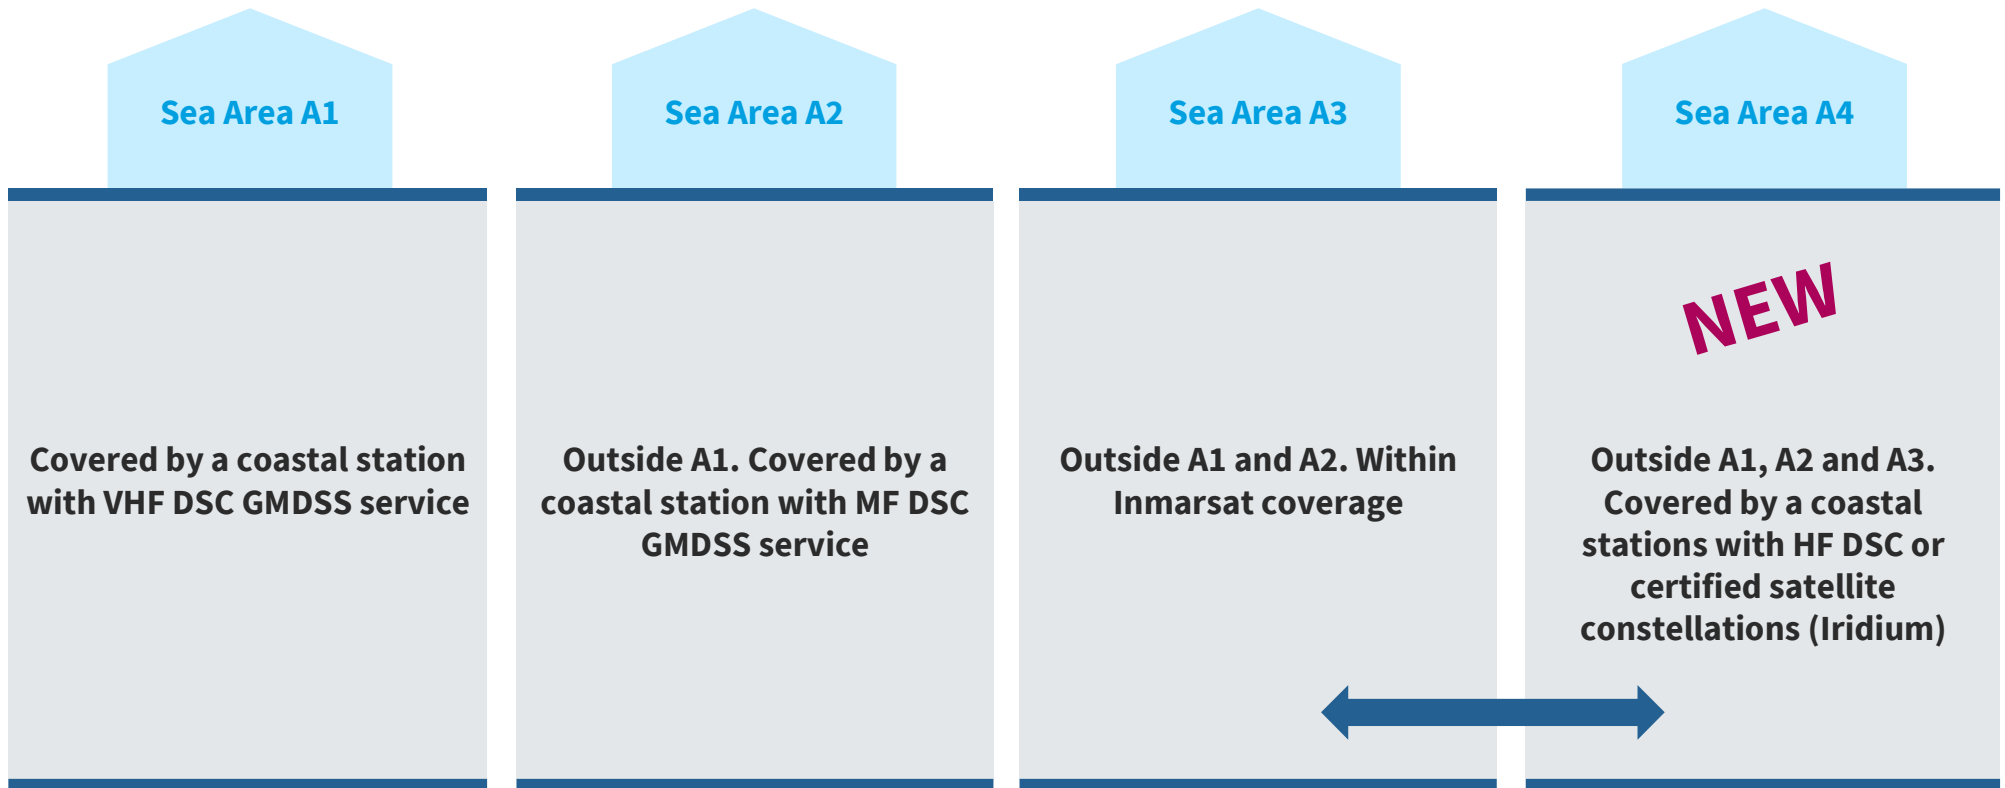 Sea Area A1
Sea Area A2
Sea Area A3
Sea Area A4
Covered by a coastal station
with VHF DSC GMDSS service
Outside A1. Covered by a
coastal station with MF DSC
GMDSS service
Outside A1 and A2. Within
Inmarsat coverage
NEW
Outside A1, A2 and A3.
Covered by a coastal
stations with HF DSC or
certified satellite
constellations (Iridium)